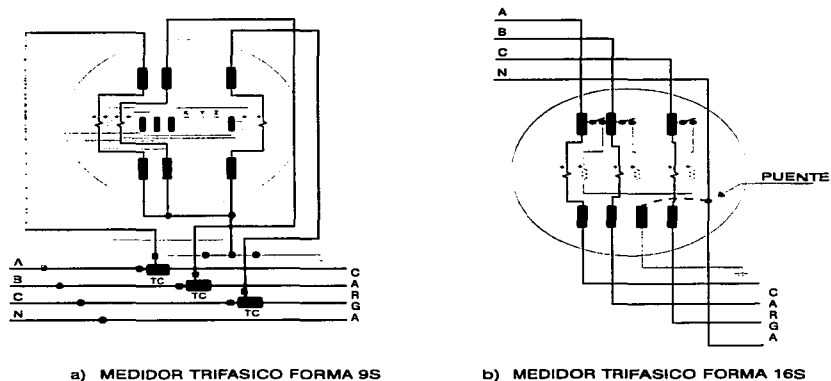 A
B
C
N
TC
TC
TC
C
A
R
G
A
a) MEDIDOR TRIFASICO FORMA 9S
A
B
C
N
PUENTE
C
A
R
G
A
b) MEDIDOR TRIFASICO FORMA 16S